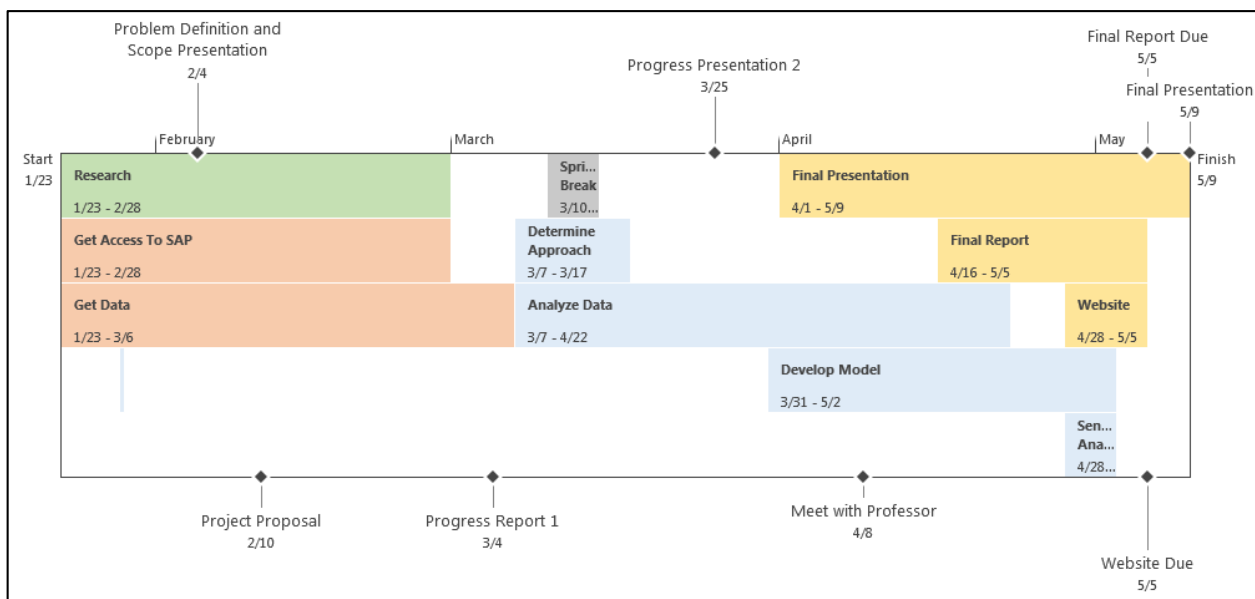 Problem Definition and
Scope Presentation
2/4
Progress Presentation 2
3/25
Final Report Due
5/5
Final Presentation
5/9
February
March
April
May
Start
1/23
Finish
5/9
Research
1/23 - 2/28
Spri...
Break
3/10...
Final Presentation
4/1 - 5/9
Get Access To SAP
1/23 - 2/28
Determine
Approach
3/7 - 3/17
Final Report
4/16 - 5/5
Get Data
1/23 - 3/6
Analyze Data
3/7 - 4/22
Website
4/28 - 5/5
Develop Model
3/31 - 5/2
Sen...
Ana...
4/28...
Project Proposal
2/10
Progress Report 1
3/4
Meet with Professor
4/8
Website Due
5/5